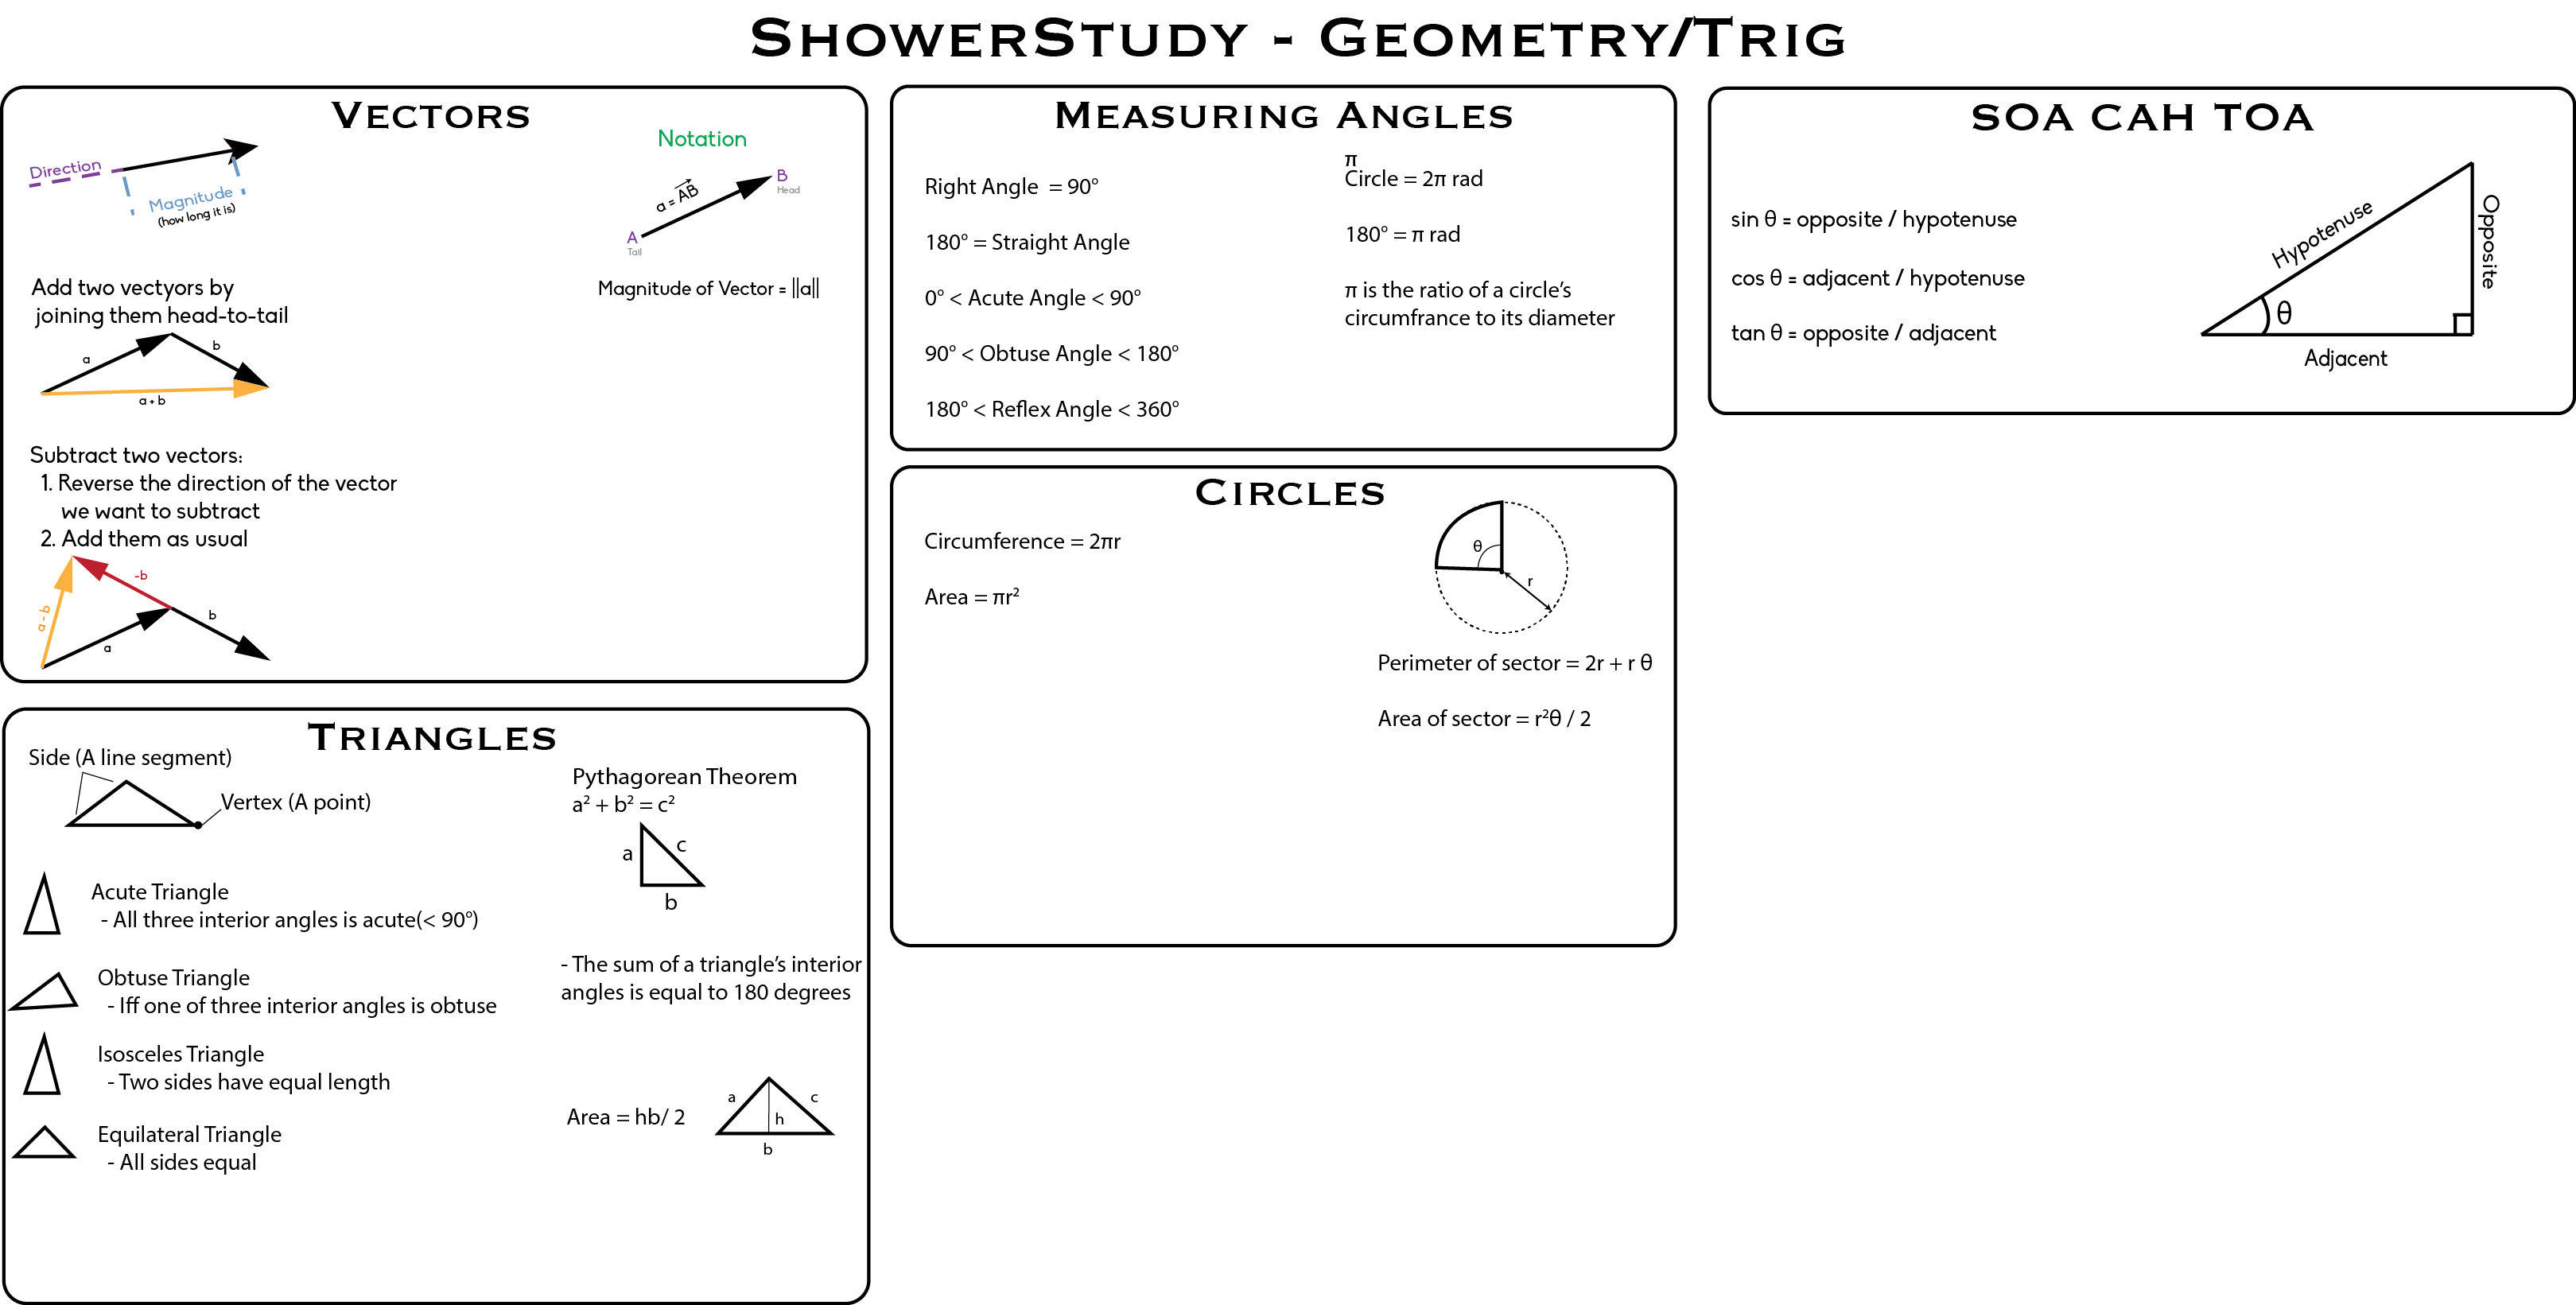 ShowerStudy - Geometry/Trig
Vectors
Direction
Magnitude
(how long it is)
Notation
a = AB
B
Head
A
Tail
Magnitude of Vector = ||a||
Add two vectyors by
joining them head-to-tail
a
b
a + b
Subtract two vectors:
1. Reverse the direction of the vector
we want to subtract
2. Add them as usual
-b
a - b
b
a
Triangles
Side (A line segment)
Vertex (A point)
Acute Triangle
- All three interior angles is acute(< 90°)
Obtuse Triangle
- Iff one of three interior angles is obtuse
Isosceles Triangle
- Two sides have equal length
Equilateral Triangle
- All sides equal
Pythagorean Theorem
a² + b² = c²
a
c
b
- The sum of a triangle’s interior
angles is equal to 180 degrees
Area = hb/ 2
a
c
h
b
Measuring Angles
Right Angle = 90°
180° = Straight Angle
0° < Acute Angle < 90°
90° < Obtuse Angle < 180°
180° < Reflex Angle < 360°
π
Circle = 2π rad
180° = π rad
π is the ratio of a circle’s
circumfrance to its diameter
Circles
Circumference = 2πr
Area = πr²
θ
r
Perimeter of sector = 2r + r θ
Area of sector = r²θ / 2
SOA CAH TOA
sin θ = opposite / hypotenuse
cos θ = adjacent / hypotenuse
tan θ = opposite / adjacent
Hypotenuse
Opposite
θ
Adjacent